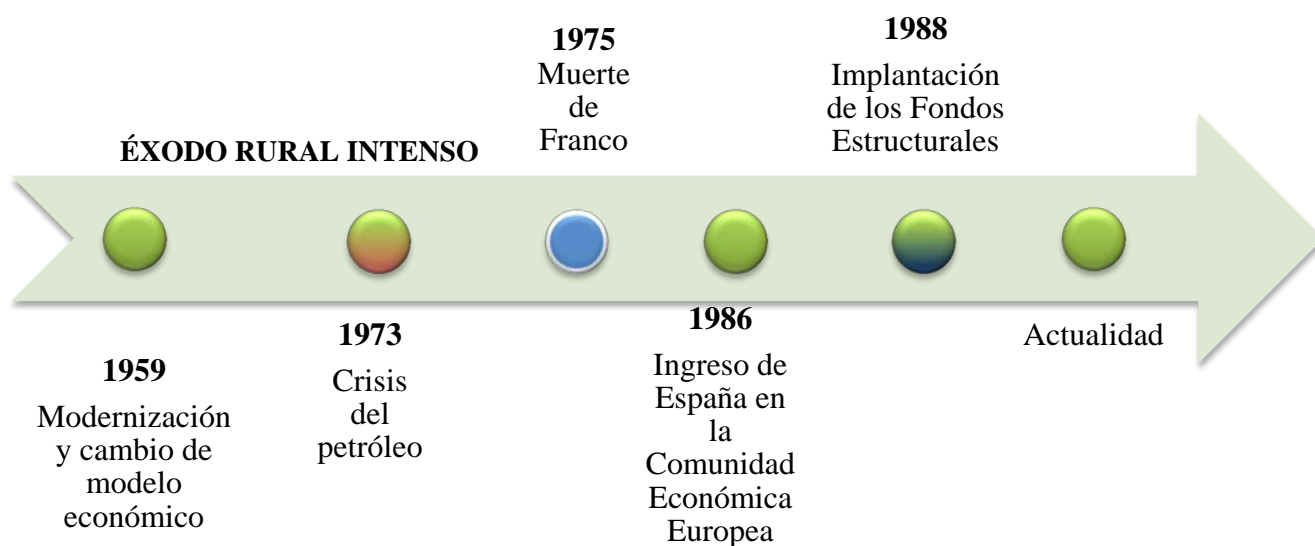 ÉXODO RURAL INTENSO
1959
Modernización
y cambio de
modelo
económico
1973
Crisis
del
petróleo
1975
Muerte
de
Franco
1986
Ingreso de
España en
la
Comunidad
Económica
Europea
1988
Implantación
de los Fondos
Estructurales
Actualidad